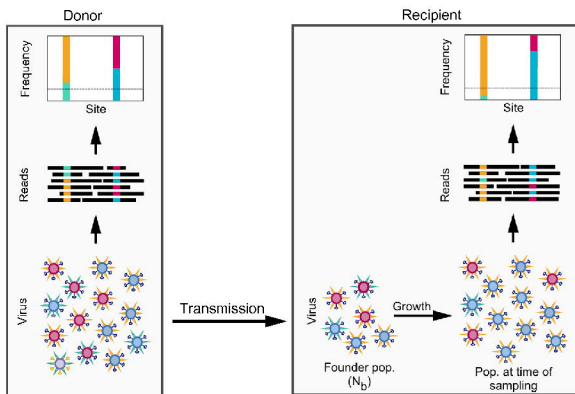 Donor
Frequency
Site
Reads
Virus
Transmission
Recipient
Frequency
Site
Reads
Virus
Founder pop.
(Nb)
Growth
Pop. at time of
sampling